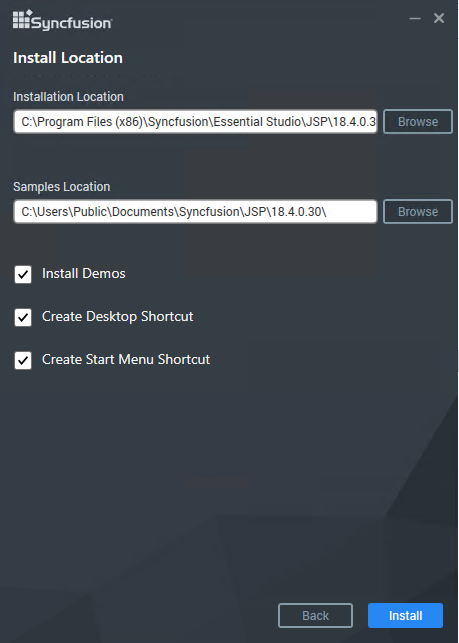 Syncfusion
Install Location
Installation Location
C:\Program Files (x86)\Syncfusion\Essential Studio\JSP\18.4.0.3
Browse
Samples Location
C:\Users\Public\Documents\Syncfusion\JSP\18.4.0.30\
Browse
Install Demos
Create Desktop Shortcut
Create Start Menu Shortcut
Back
Install